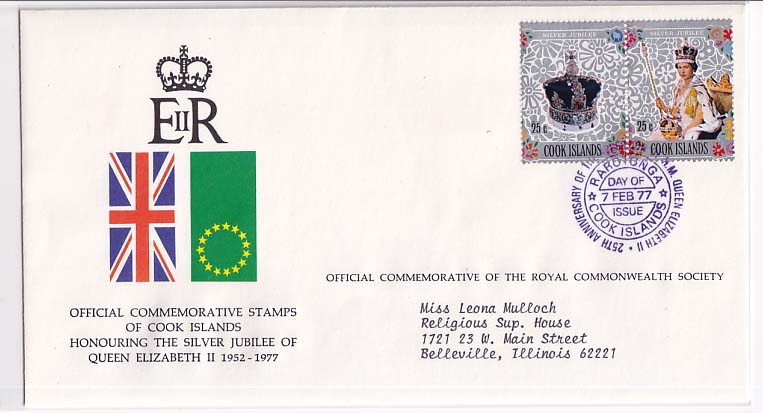 EIIR
SILVER JUBILEE
25c
COOK ISLANDS
SILVER JUBILEE
25c
COOK ISLANDS
25TH ANNIVERSARY OF THE H.M. QUEEN ELIZABETH II
RAROTONGA
DAY OF
7 FEB 77
ISSUE
COOK ISLANDS
OFFICIAL COMMEMORATIVE OF THE ROYAL COMMONWEALTH SOCIETY
OFFICIAL COMMEMORATIVE STAMPS
OF COOK ISLANDS
HONOURING THE SILVER JUBILEE OF
QUEEN ELIZABETH II 1952-1977
Miss Leona Mulloch
Religious Sup. House
1721 23 W. Main Street
Belleville, Illinois 62221